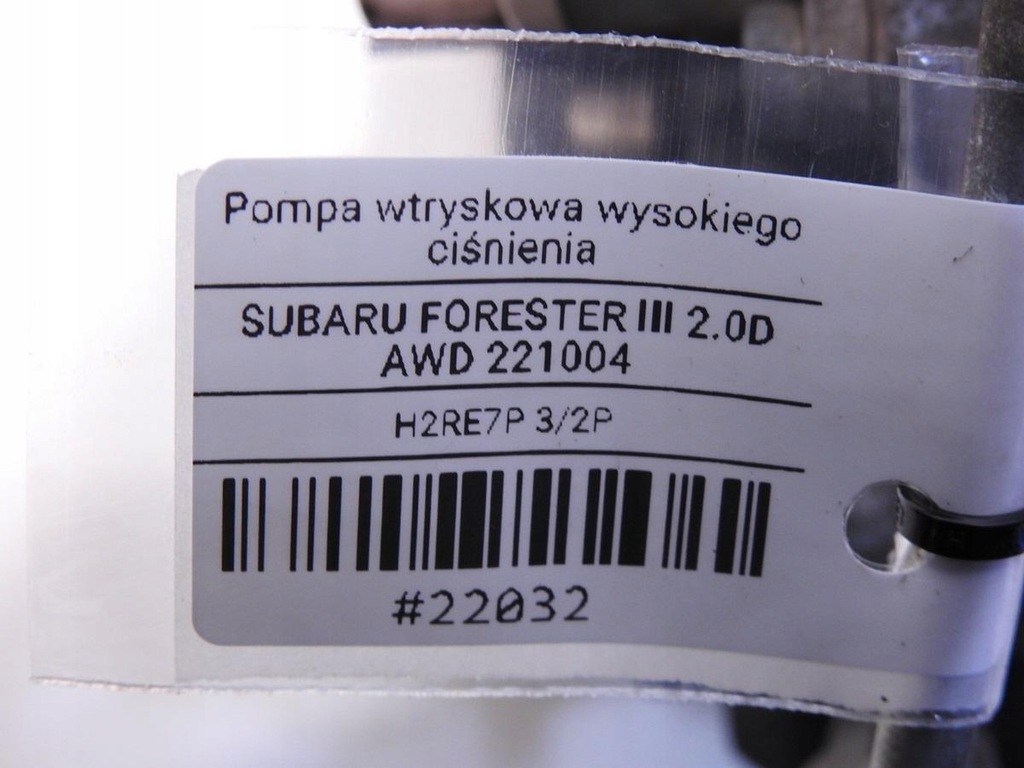 Pompa wtryskowa wysokiego
ciśnienia
SUBARU FORESTER III 2.0D
AWD 221004
H2RE7P 3/2P
#22032